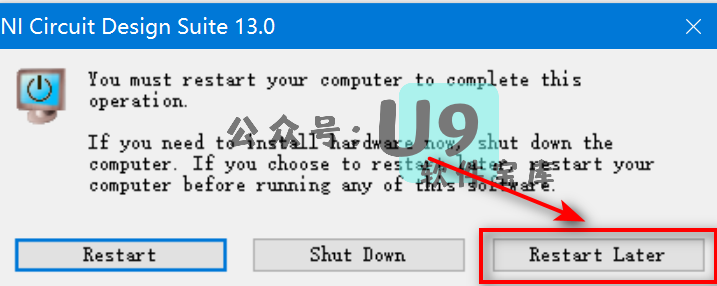 NI Circuit Design Suite 13.0
You must restart your computer to complete this
operation.
公众号：U9
软件宝库
If you need to install hardware now, shut down the
computer. If you choose to restart later, restart your
computer before running any of this software.
Restart
Shut Down
Restart Later